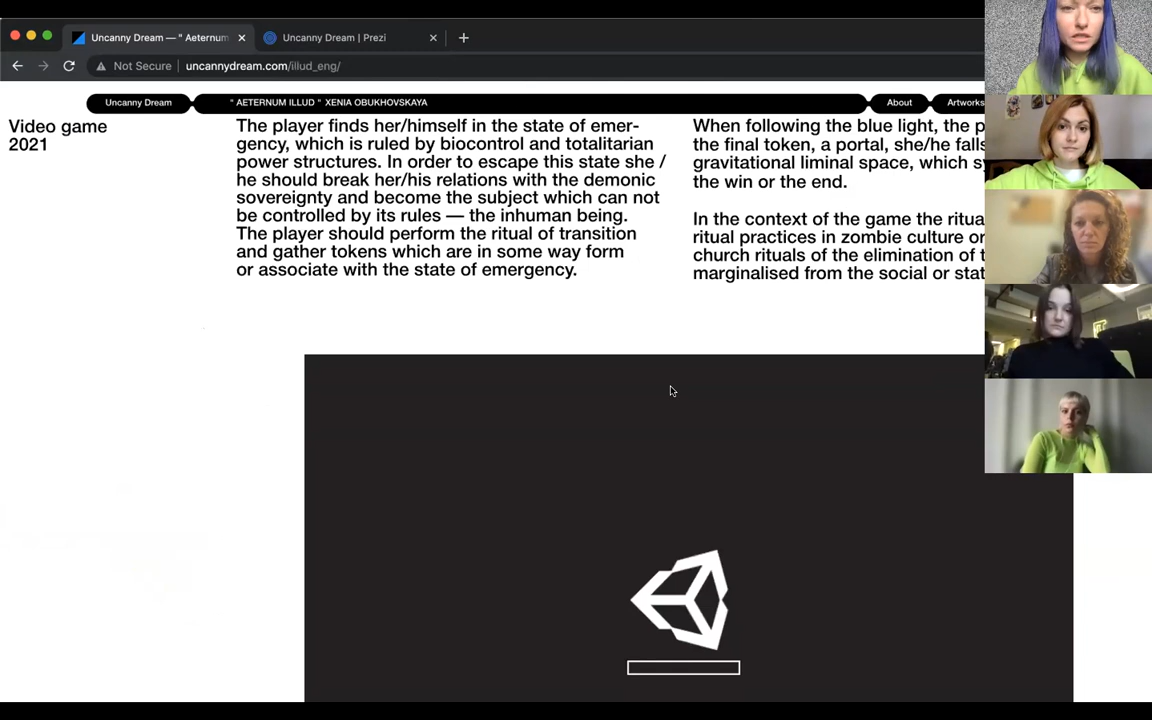 Uncanny Dream — " Aeternum
Uncanny Dream | Prezi
Not Secure
uncannydream.com/illud_eng/
Uncanny Dream
" AETERNUM ILLUD " XENIA OBUKHOVSKAYA
About
Artworks
Video game
2021
The player finds her/himself in the state of emer-
gency, which is ruled by biocontrol and totalitarian
power structures. In order to escape this state she /
he should break her/his relations with the demonic
sovereignty and become the subject which can not
be controlled by its rules — the inhuman being.
The player should perform the ritual of transition
and gather tokens which are in some way form
or associate with the state of emergency.
When following the blue light, the p
the final token, a portal, she/he falls
gravitational liminal space, which sy
the win or the end.
In the context of the game the ritua
ritual practices in zombie culture or
church rituals of the elimination of t
marginalised from the social or stat